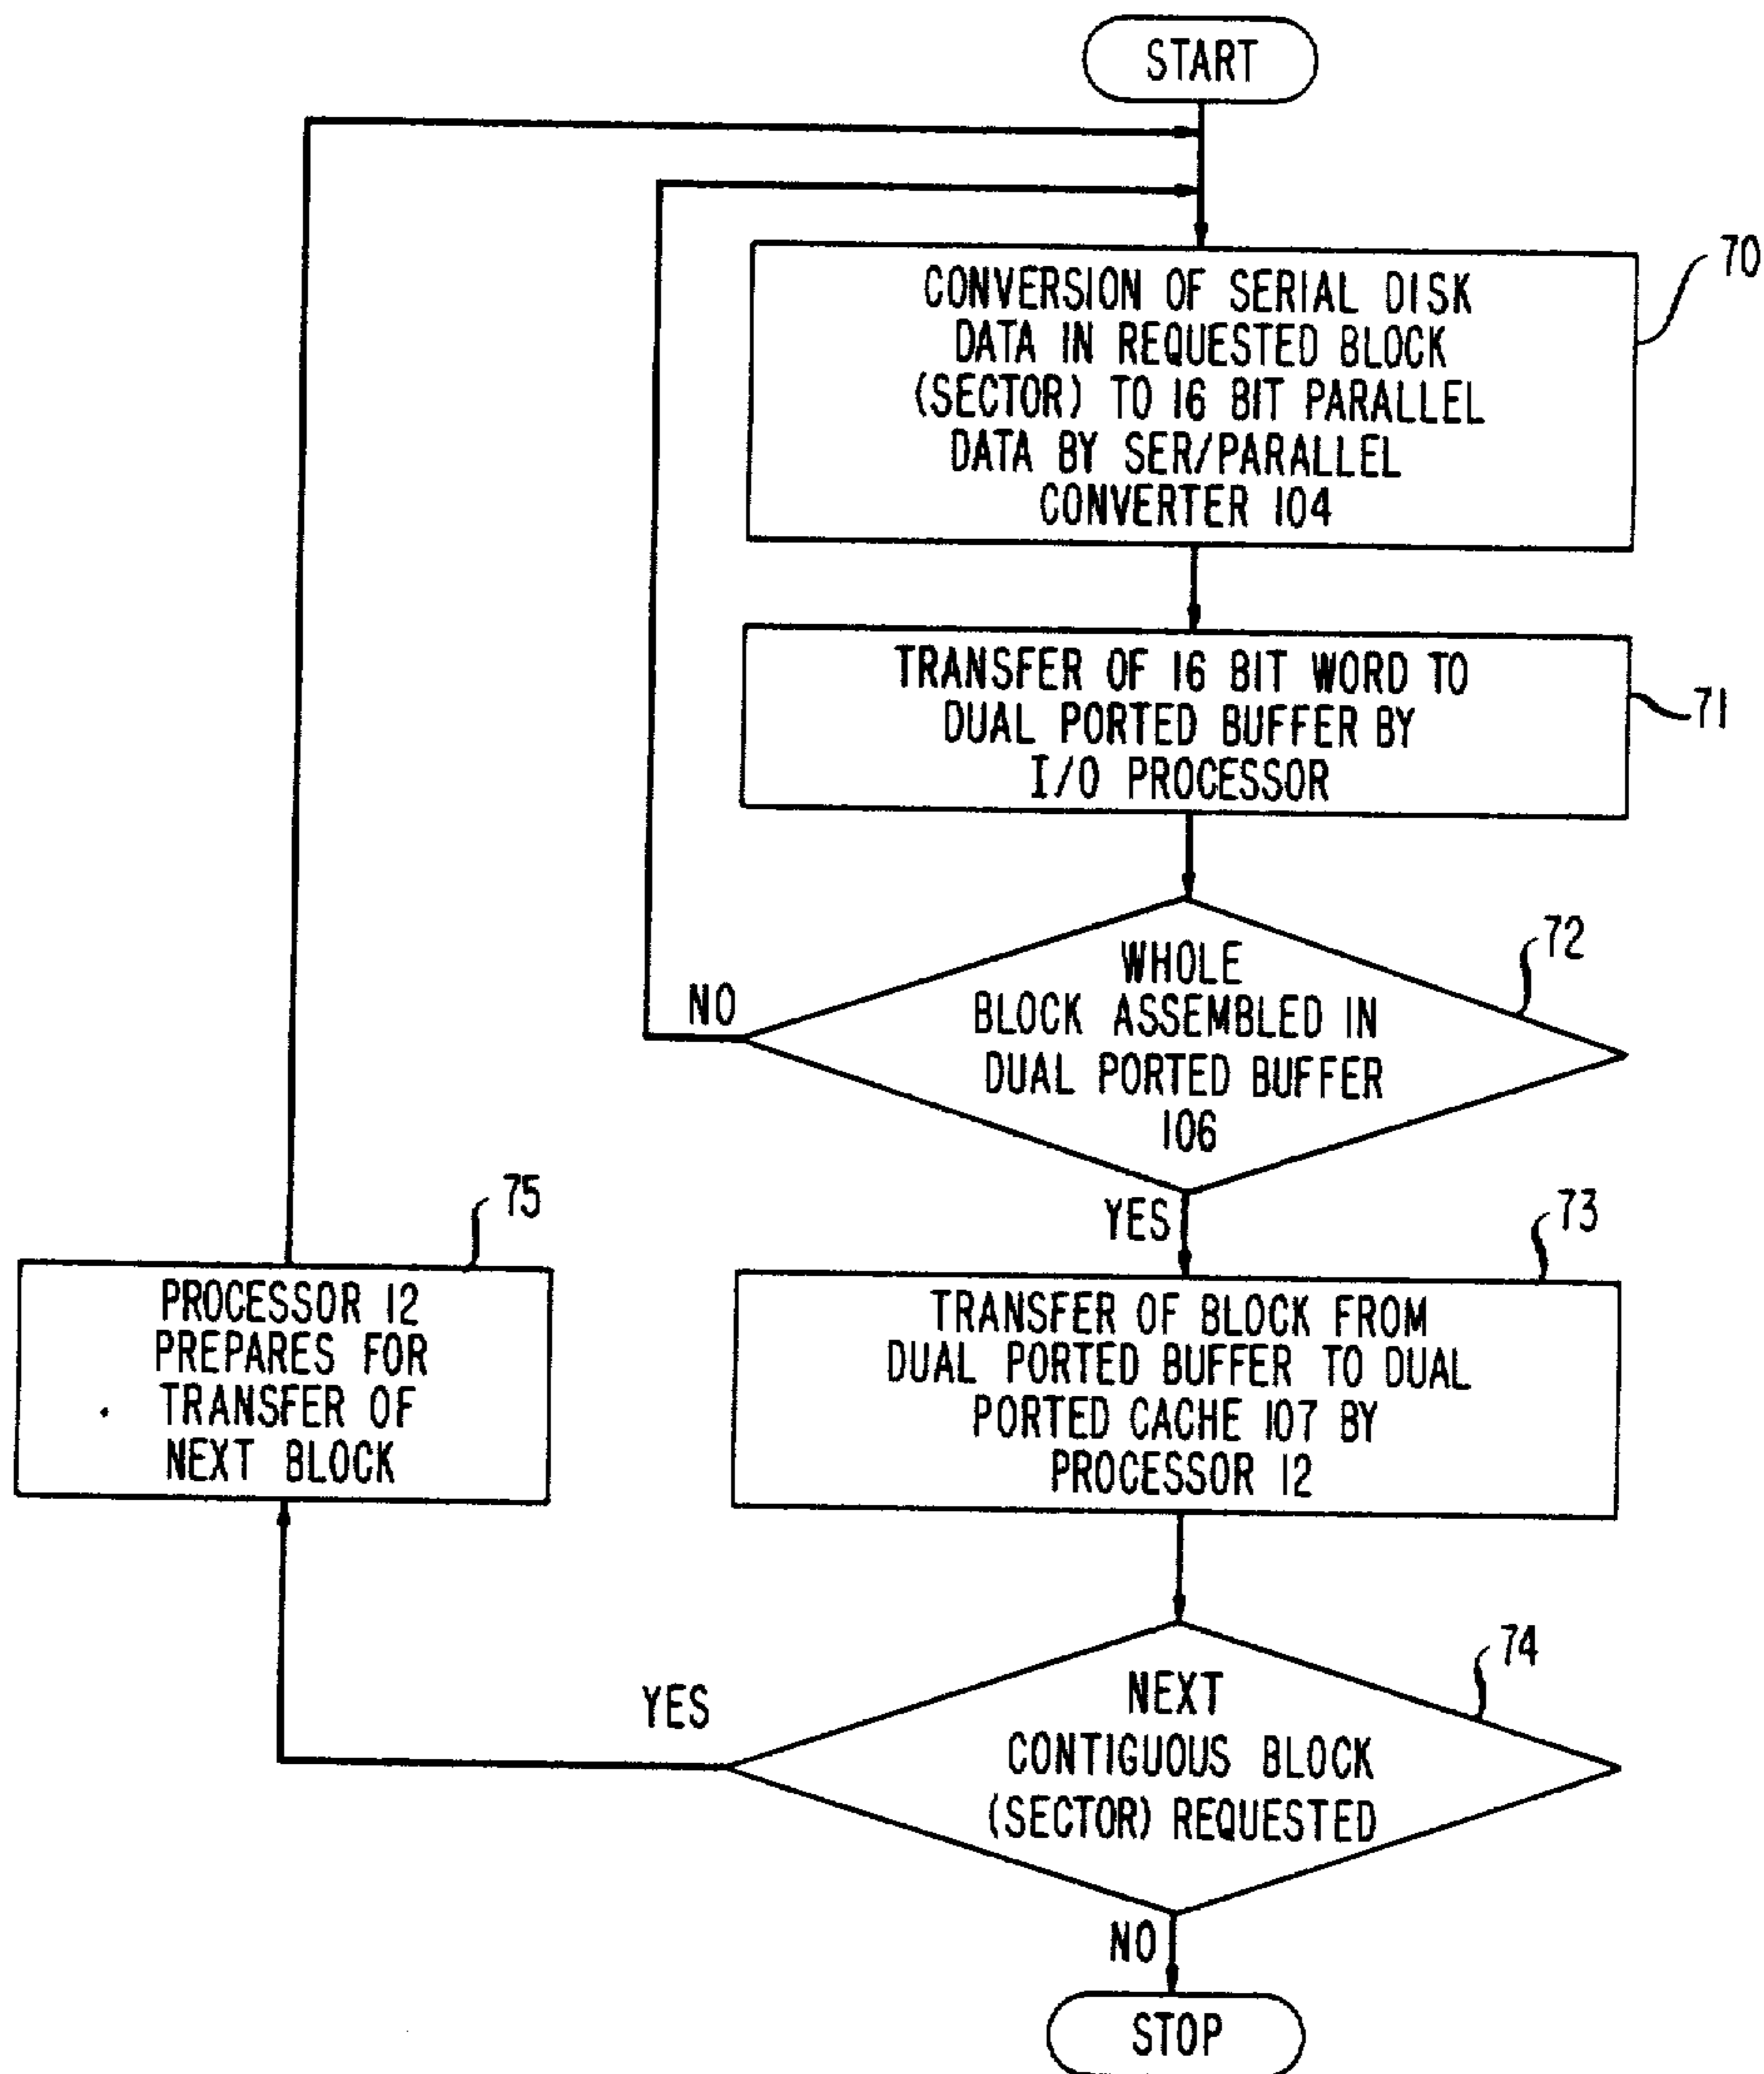 START
CONVERSION OF SERIAL DISK
DATA IN REQUESTED BLOCK
(SECTOR) TO 16 BIT PARALLEL
DATA BY SER/PARALLEL
CONVERTER 104
70
TRANSFER OF 16 BIT WORD TO
DUAL PORTED BUFFER BY
I/O PROCESSOR
71
WHOLE
BLOCK ASSEMBLED IN
DUAL PORTED BUFFER
106
72
NO
YES
TRANSFER OF BLOCK FROM
DUAL PORTED BUFFER TO DUAL
PORTED CACHE 107 BY
PROCESSOR 12
73
75
PROCESSOR 12
PREPARES FOR
TRANSFER OF
NEXT BLOCK
NEXT
CONTIGUOUS BLOCK
(SECTOR) REQUESTED
74
YES
NO
STOP